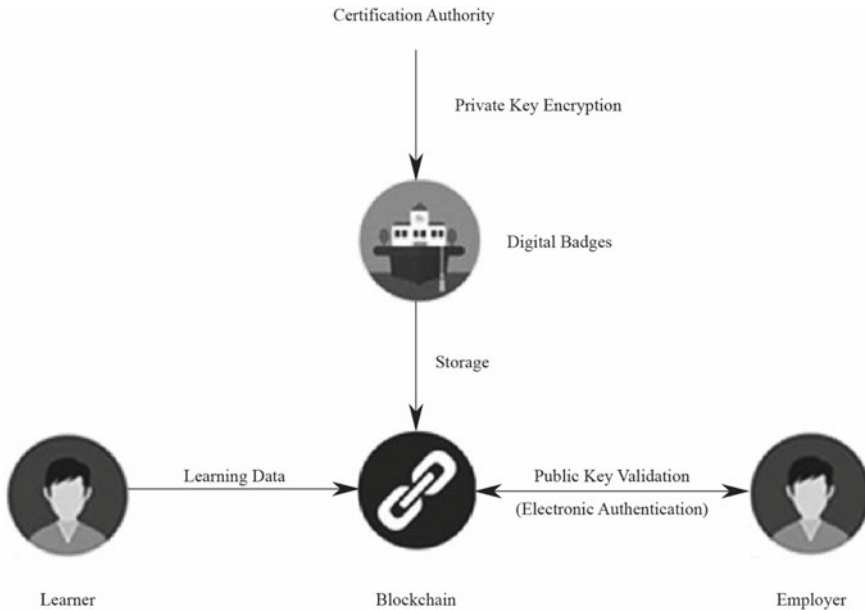 Certification Authority
Private Key Encryption
Digital Badges
Storage
Learning Data
Public Key Validation
(Electronic Authentication)
Learner
Blockchain
Employer